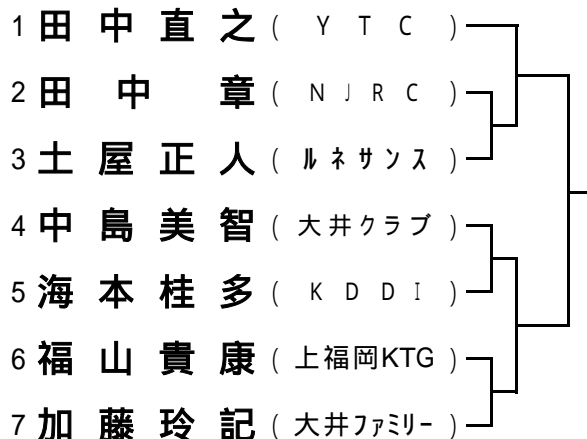 1 田中直之 (YTC)
2 田中章 (NJRC)
3 土屋正人 (ルネサンス)
4 中島美智 (大井クラブ)
5 海本桂多 (KDDI)
6 福山貴康 (上福岡KTG)
7 加藤玲記 (大井ファミリー)